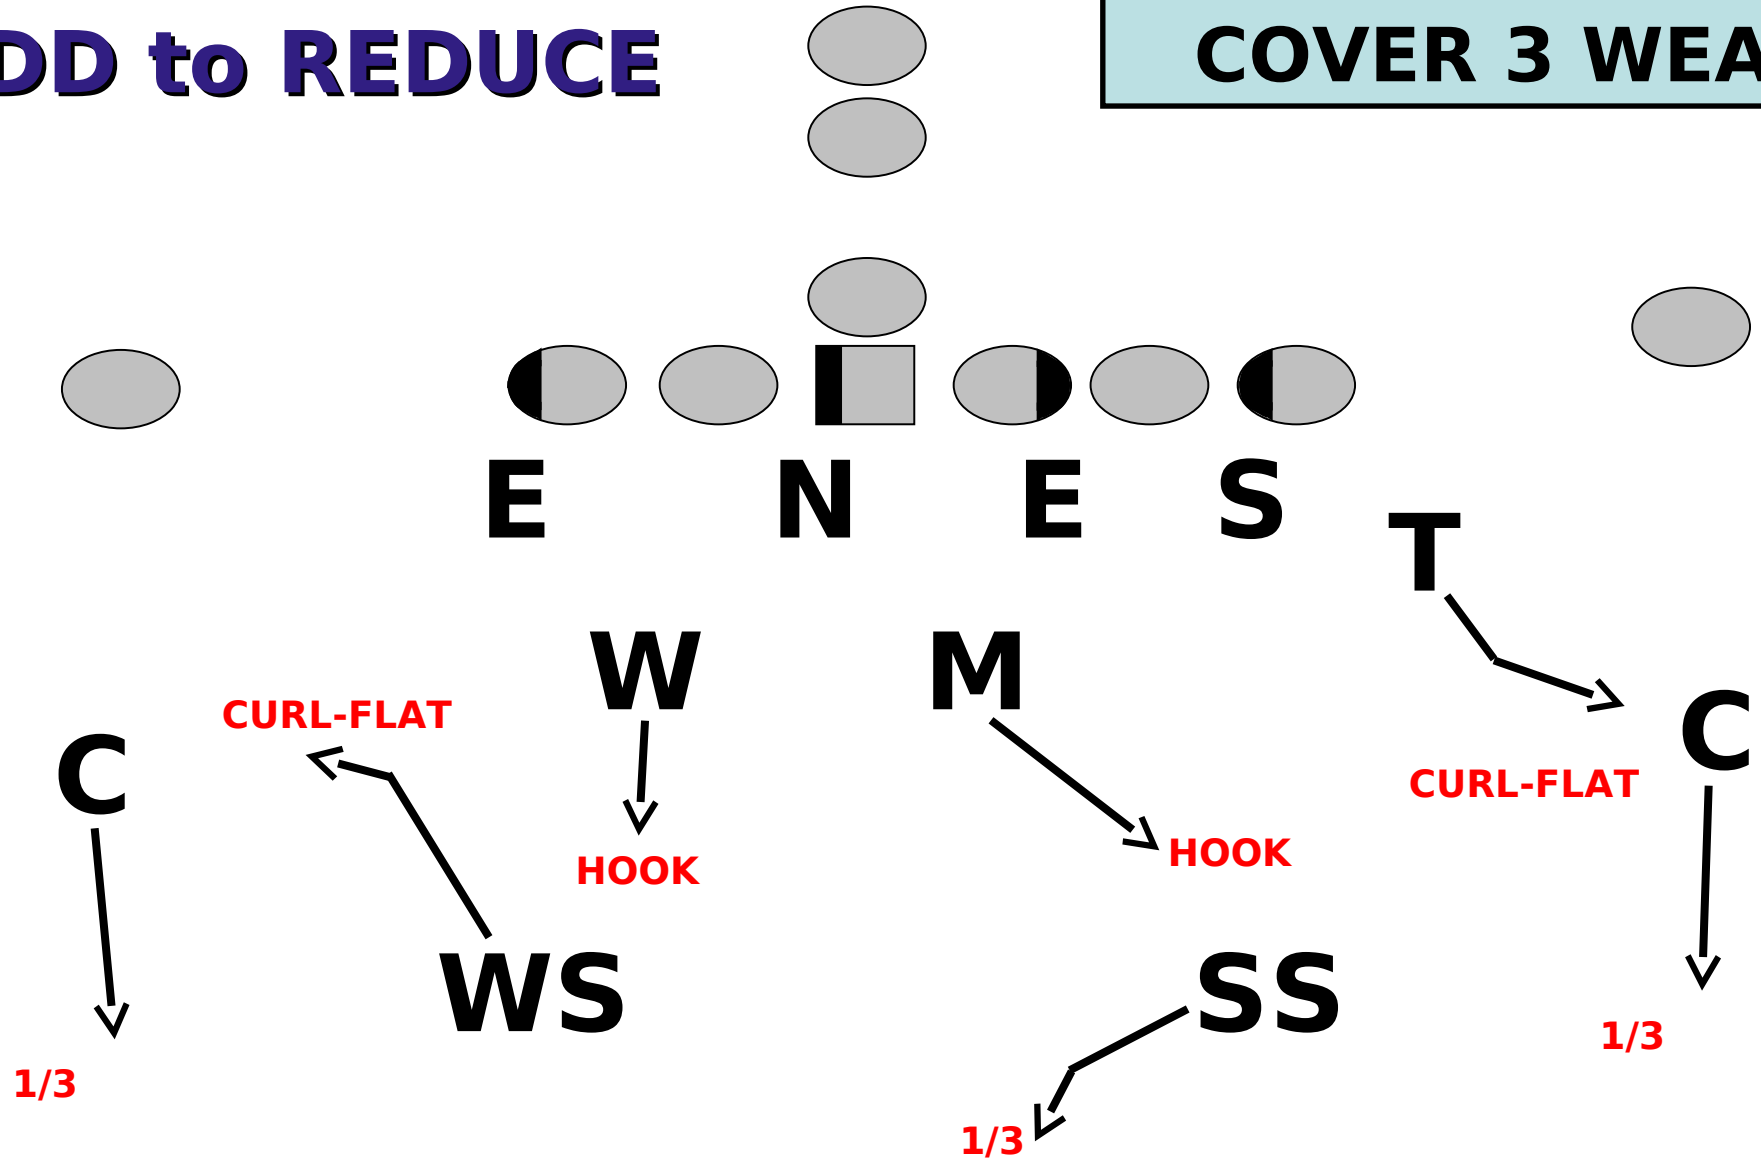 DD to REDUCE
COVER 3 WEA
E N E S
T
W M
CURL-FLAT
C
C
CURL-FLAT
HOOK
HOOK
WS SS
1/3
1/3
1/3